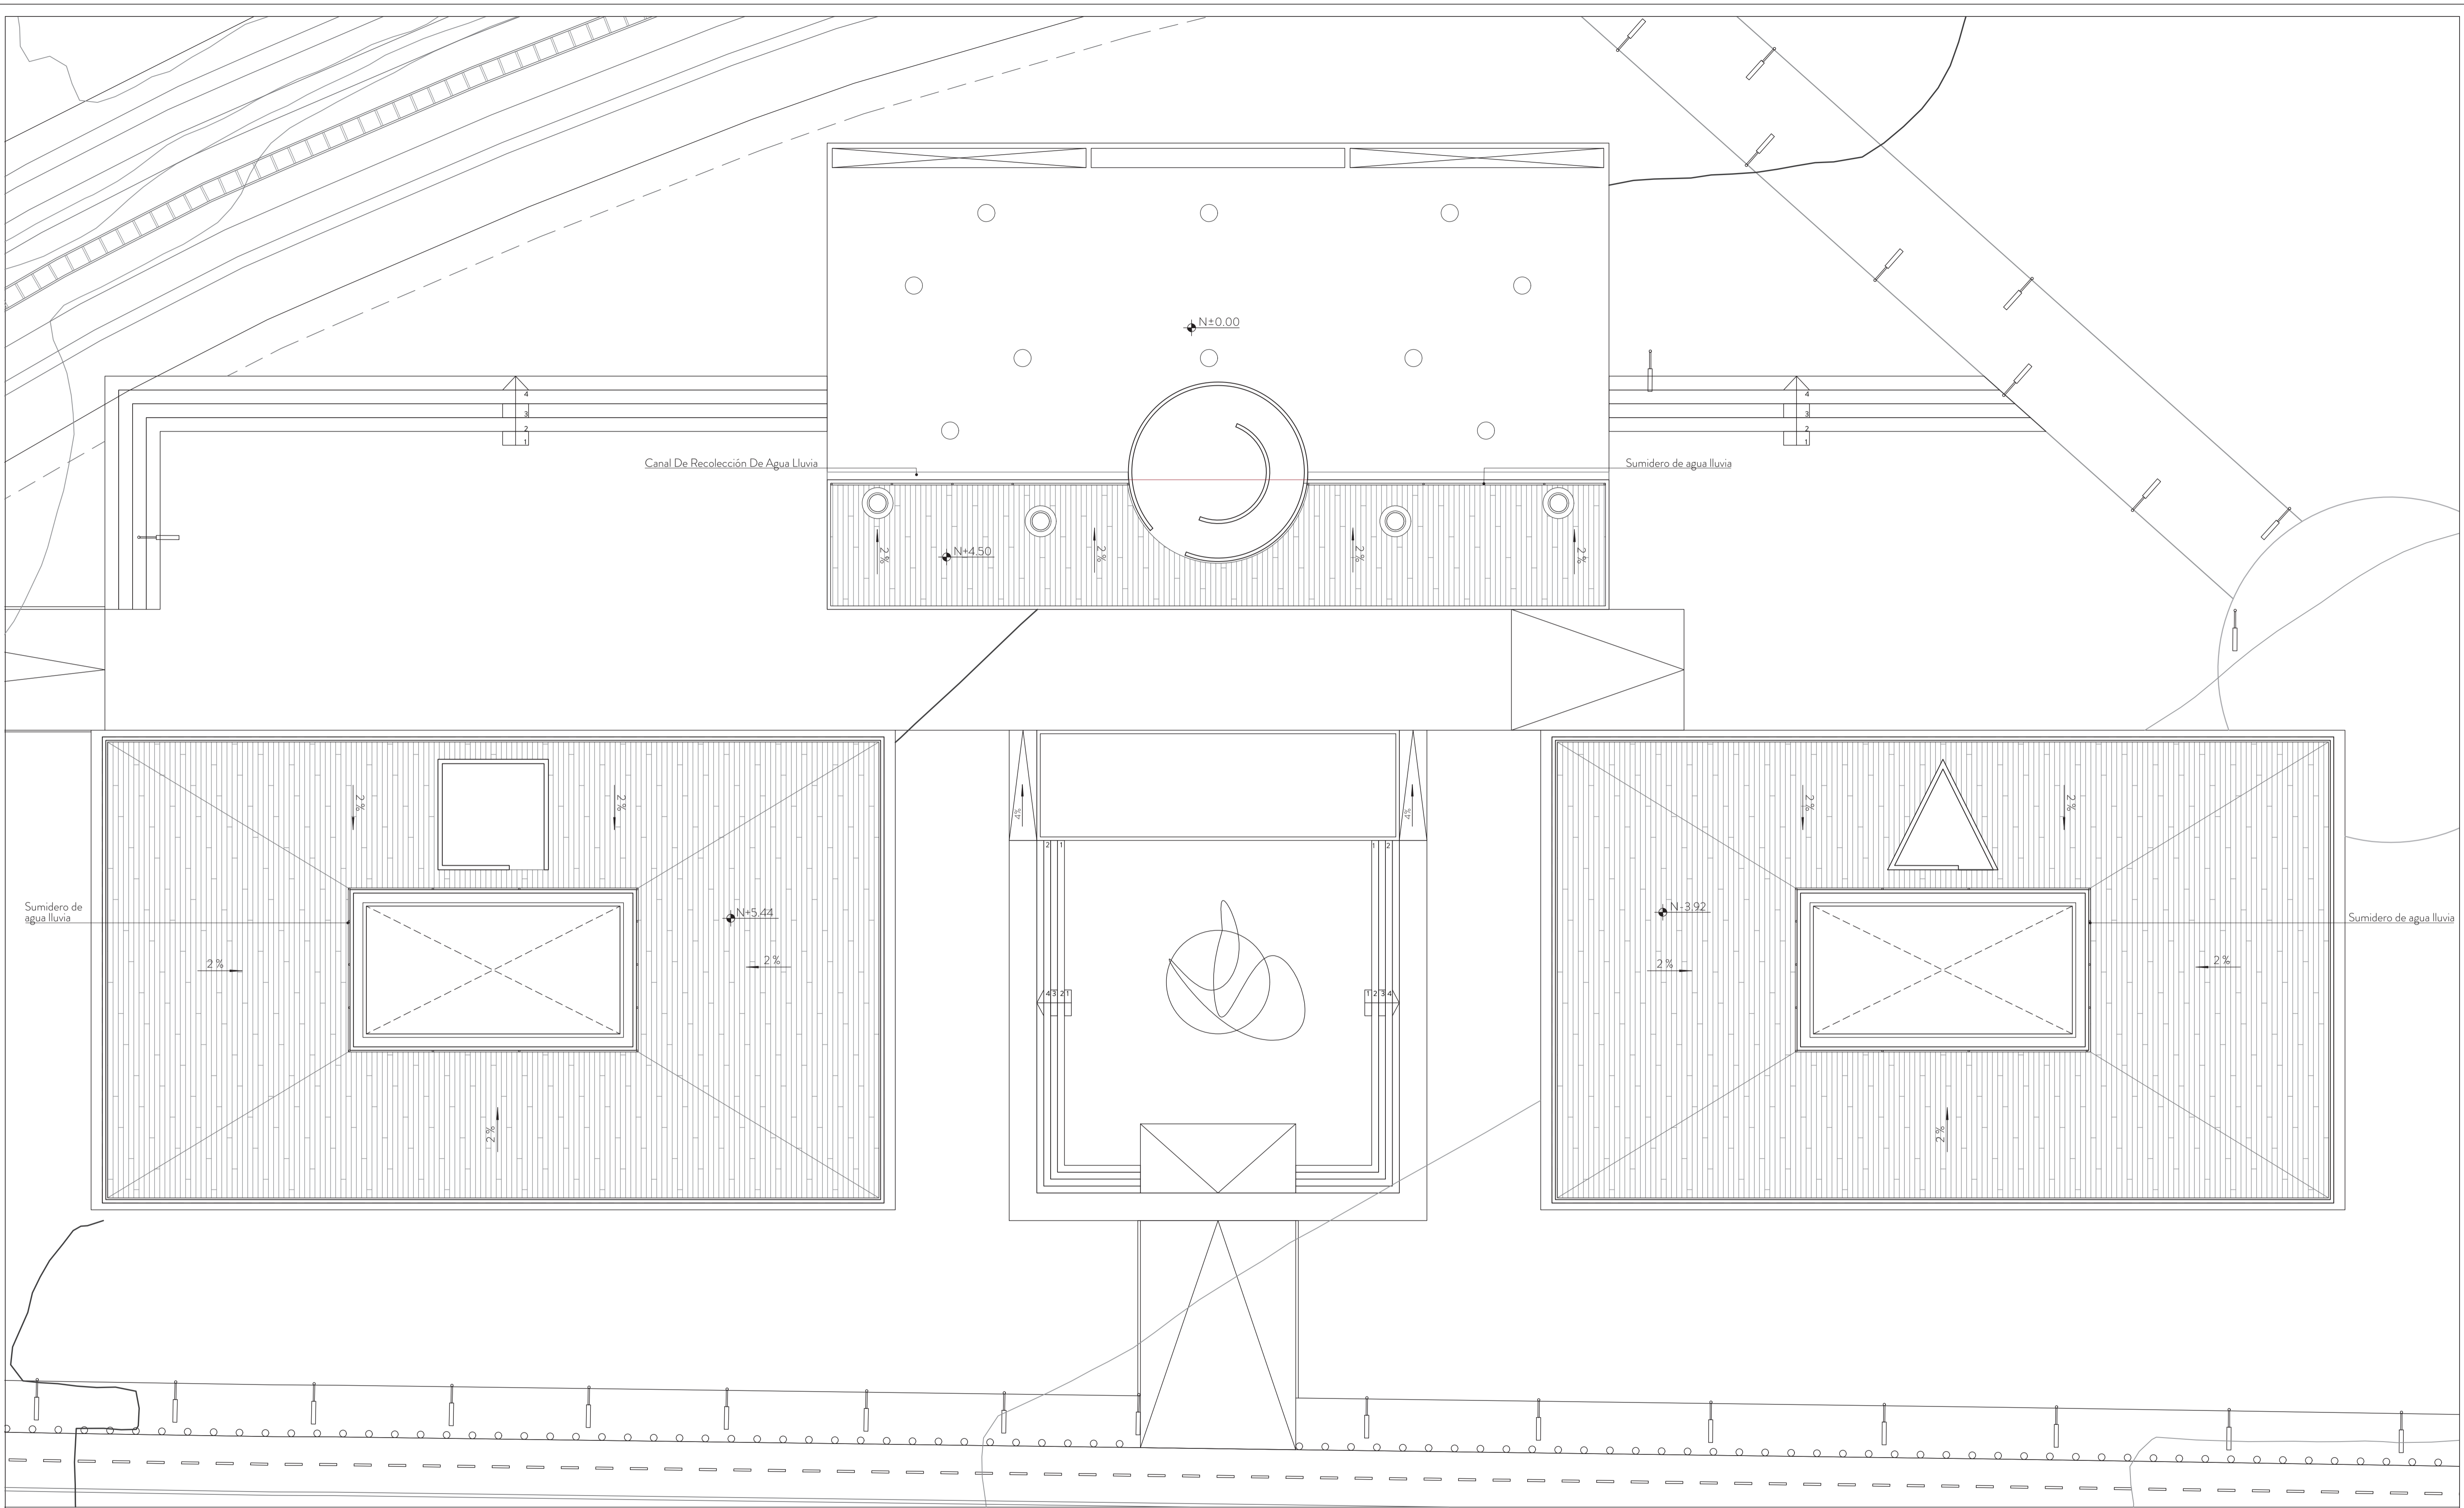 N±0.00
4
3
2
1
4
3
2
1
Canal De Recolección De Agua Lluvia
Sumidero de agua lluvia
2%
N+4.50
2%
2%
2%
2%
2%
4%
4%
2%
2%
2
1
1
2
Sumidero de
agua lluvia
N+5.44
N-3.92
Sumidero de agua lluvia
2%
2%
2%
2%
4 3 2 1
1 2 3 4
2%
2%